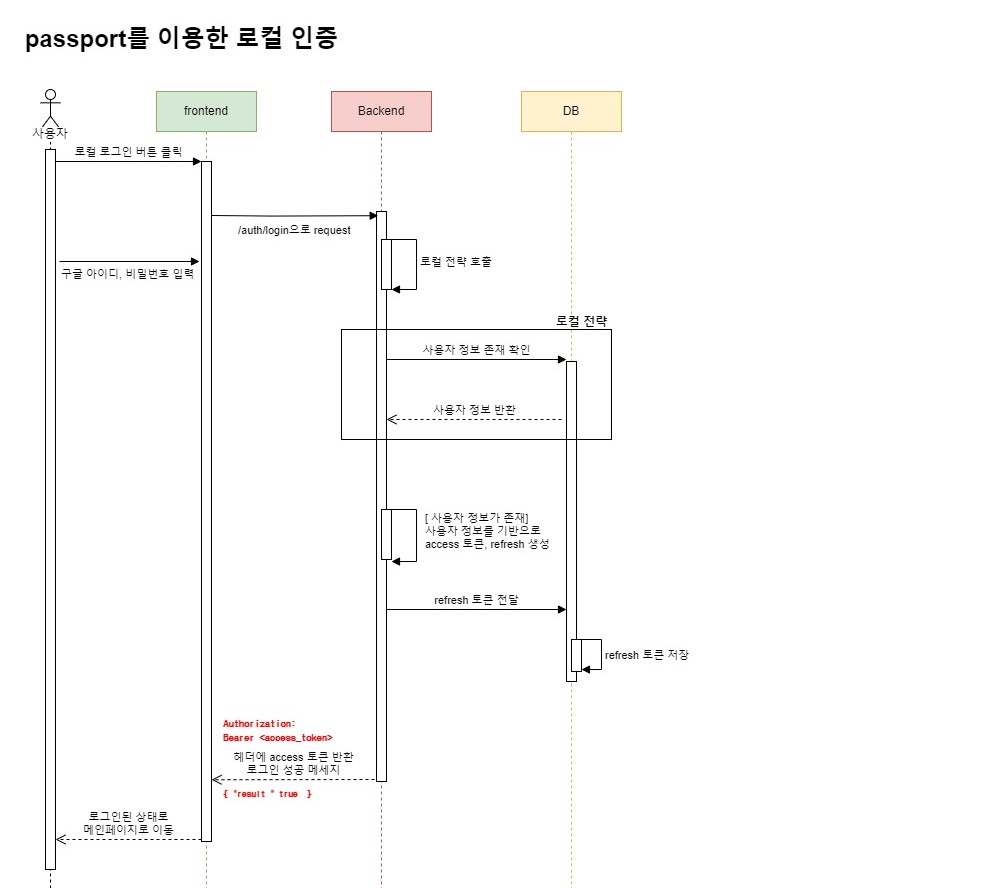 passport를 이용한 로컬 인증
사용자
frontend
Backend
DB
로컬 로그인 버튼 클릭
/auth/login으로 request
로컬 전략 호출
구글 아이디, 비밀번호 입력
로컬 전략
사용자 정보 존재 확인
사용자 정보 반환
[ 사용자 정보가 존재]
사용자 정보를 기반으로
access 토큰, refresh 생성
refresh 토큰 전달
refresh 토큰 저장
Authorization:
Bearer <access_token>
헤더에 access 토큰 반환
로그인 성공 메세지
{ "result " true }
로그인된 상태로
메인페이지로 이동